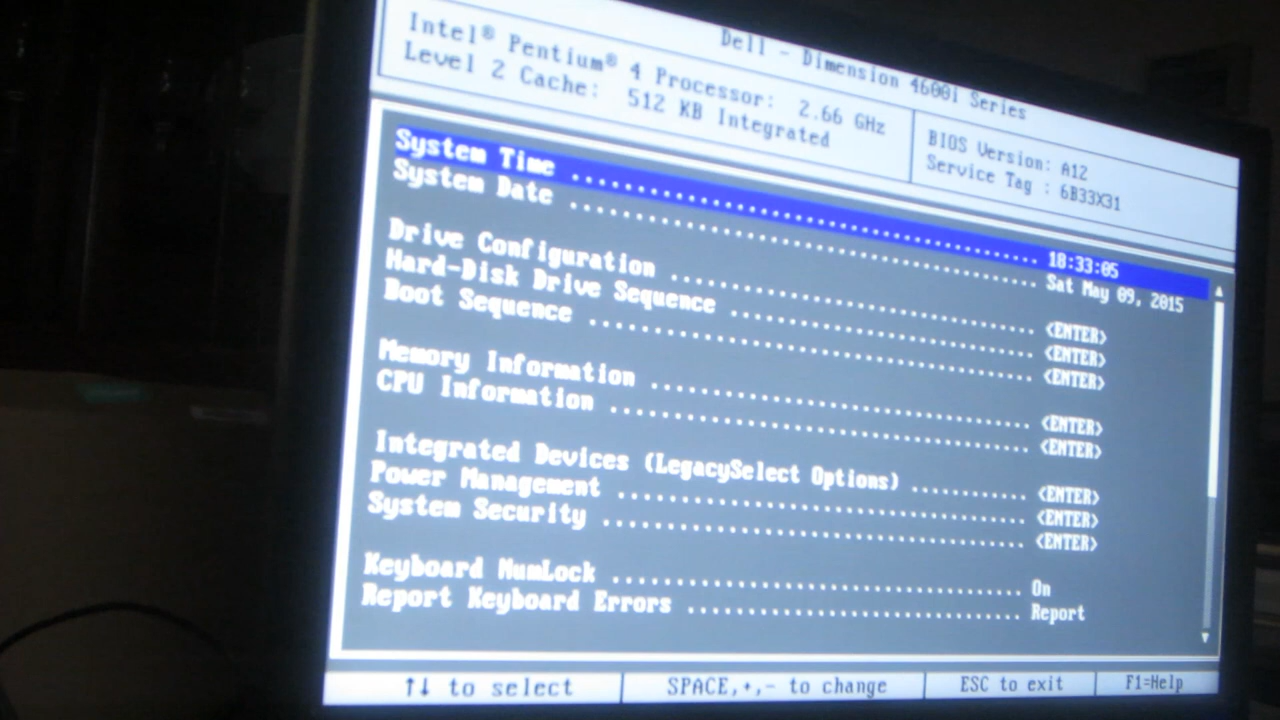 Dell - Dimension 4600i Series
Intel® Pentium® 4 Processor: 2.66 GHz
Level 2 Cache: 512 KB Integrated
BIOS Version: A12
Service Tag : 6B33X31
System Time .................................... 18:33:05
System Date .................................... Sat May 09, 2015
Drive Configuration ............................ <ENTER>
Hard-Disk Drive Sequence ....................... <ENTER>
Boot Sequence .................................. <ENTER>
Memory Information ............................. <ENTER>
CPU Information ................................ <ENTER>
Integrated Devices (LegacySelect Options) ........... <ENTER>
Power Management ................................ <ENTER>
System Security ................................. <ENTER>
Keyboard NumLock ................................ On
Report Keyboard Errors .......................... Report
↑↓ to select
SPACE,+,- to change
ESC to exit
F1=Help